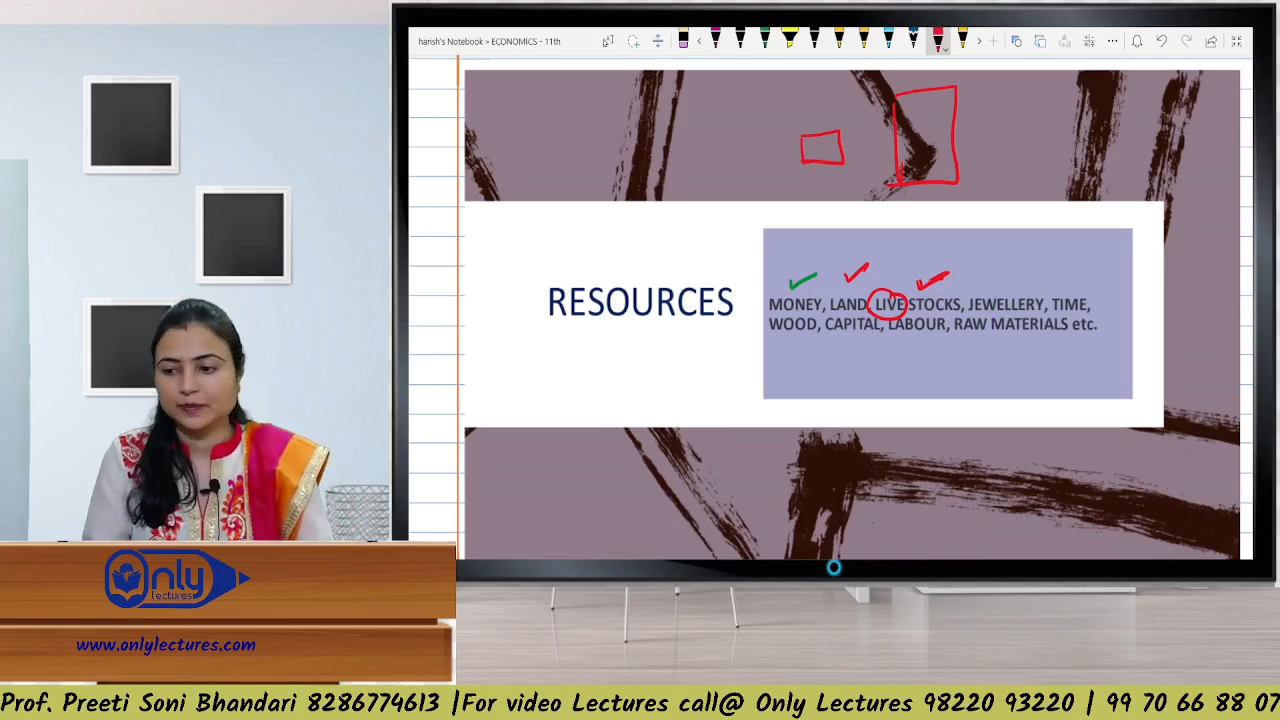 harish's Notebook » ECONOMICS - 11th
RESOURCES
MONEY, LAND, LIVE STOCKS, JEWELLERY, TIME,
WOOD, CAPITAL, LABOUR, RAW MATERIALS etc.
Only
lectures
www.onlylectures.com
Prof. Preeti Soni Bhandari 8286774613 |For video Lectures call@ Only Lectures 98220 93220 | 99 70 66 88 07